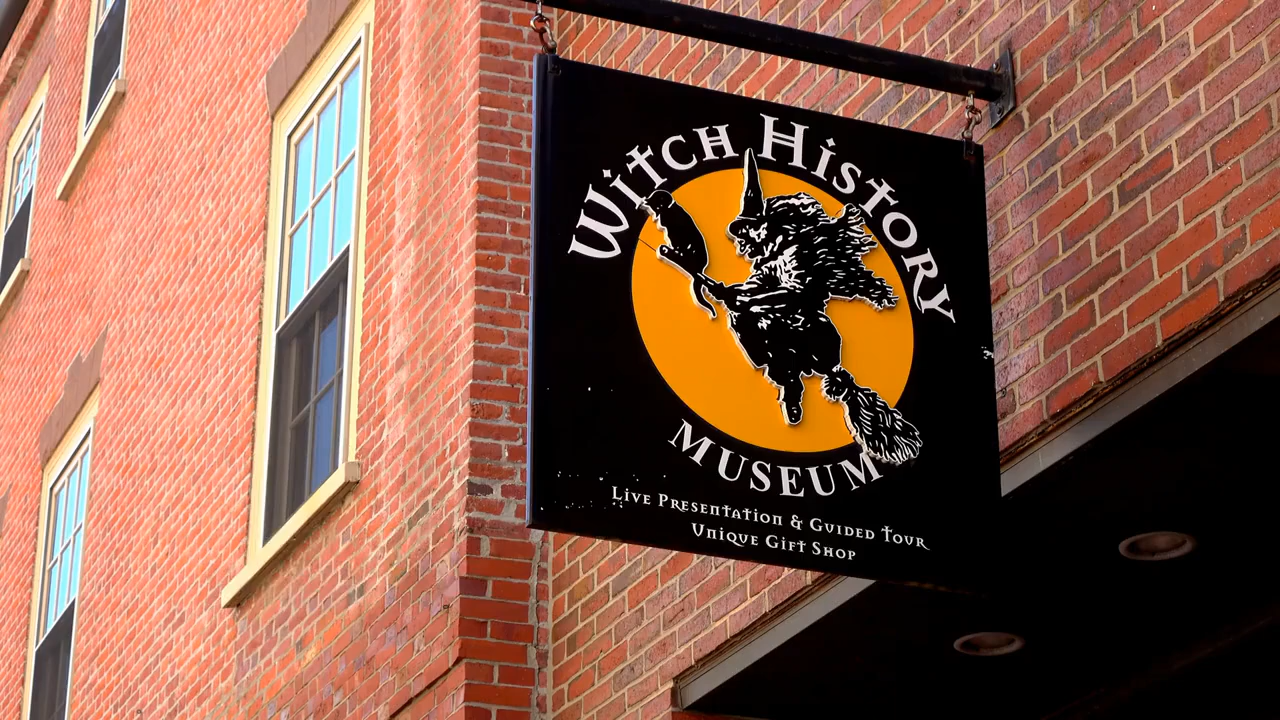 Witch History
Museum
Live Presentation & Guided Tour
Unique Gift Shop